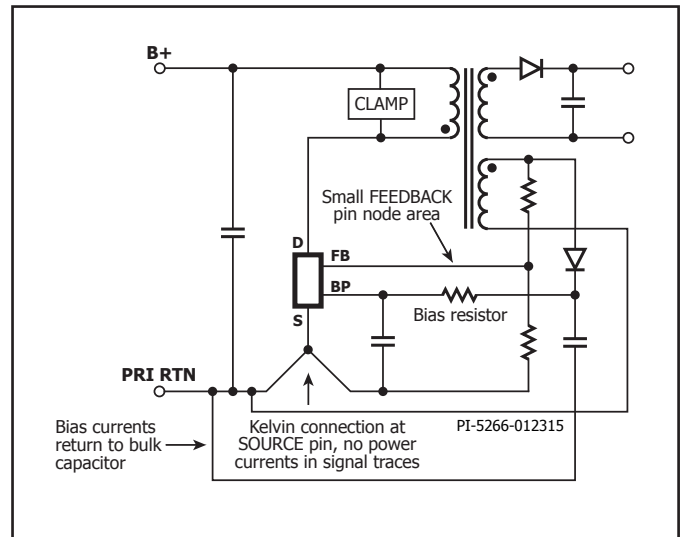 B+
CLAMP
Small FEEDBACK
pin node area
D
FB
BP
S
Bias resistor
PRI RTN
Bias currents
return to bulk
capacitor
Kelvin connection at
SOURCE pin, no power
currents in signal traces
PI-5266-012315